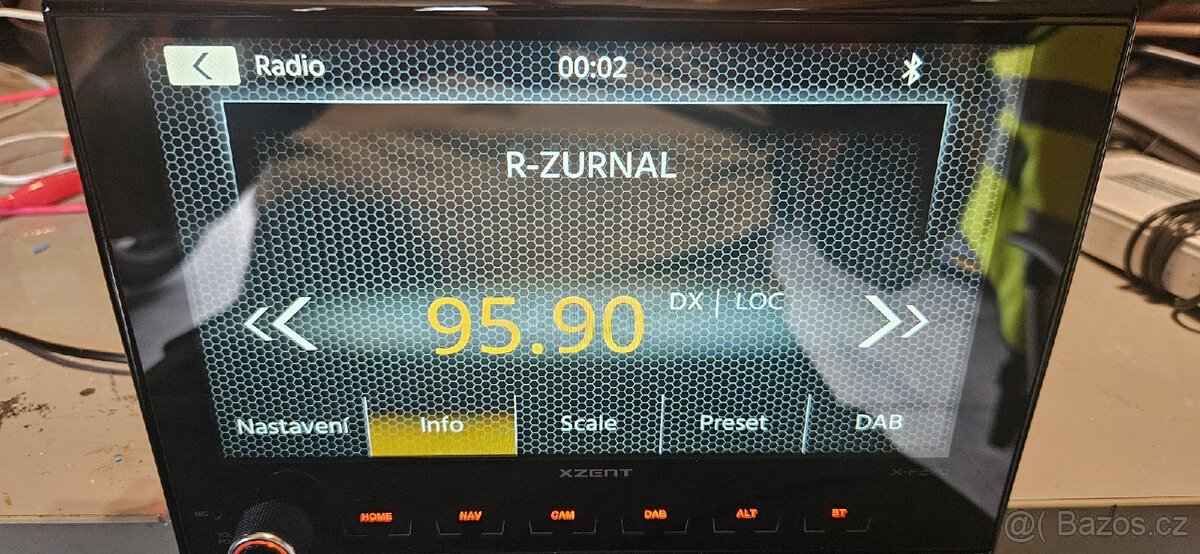 Radio 00:02
R-ZURNAL
95.90 DX | LOC
Nastavení Info Scale Preset DAB
XZENT
MIC
HOME NAV CAM DAB ALT BT
@( Bazos.cz